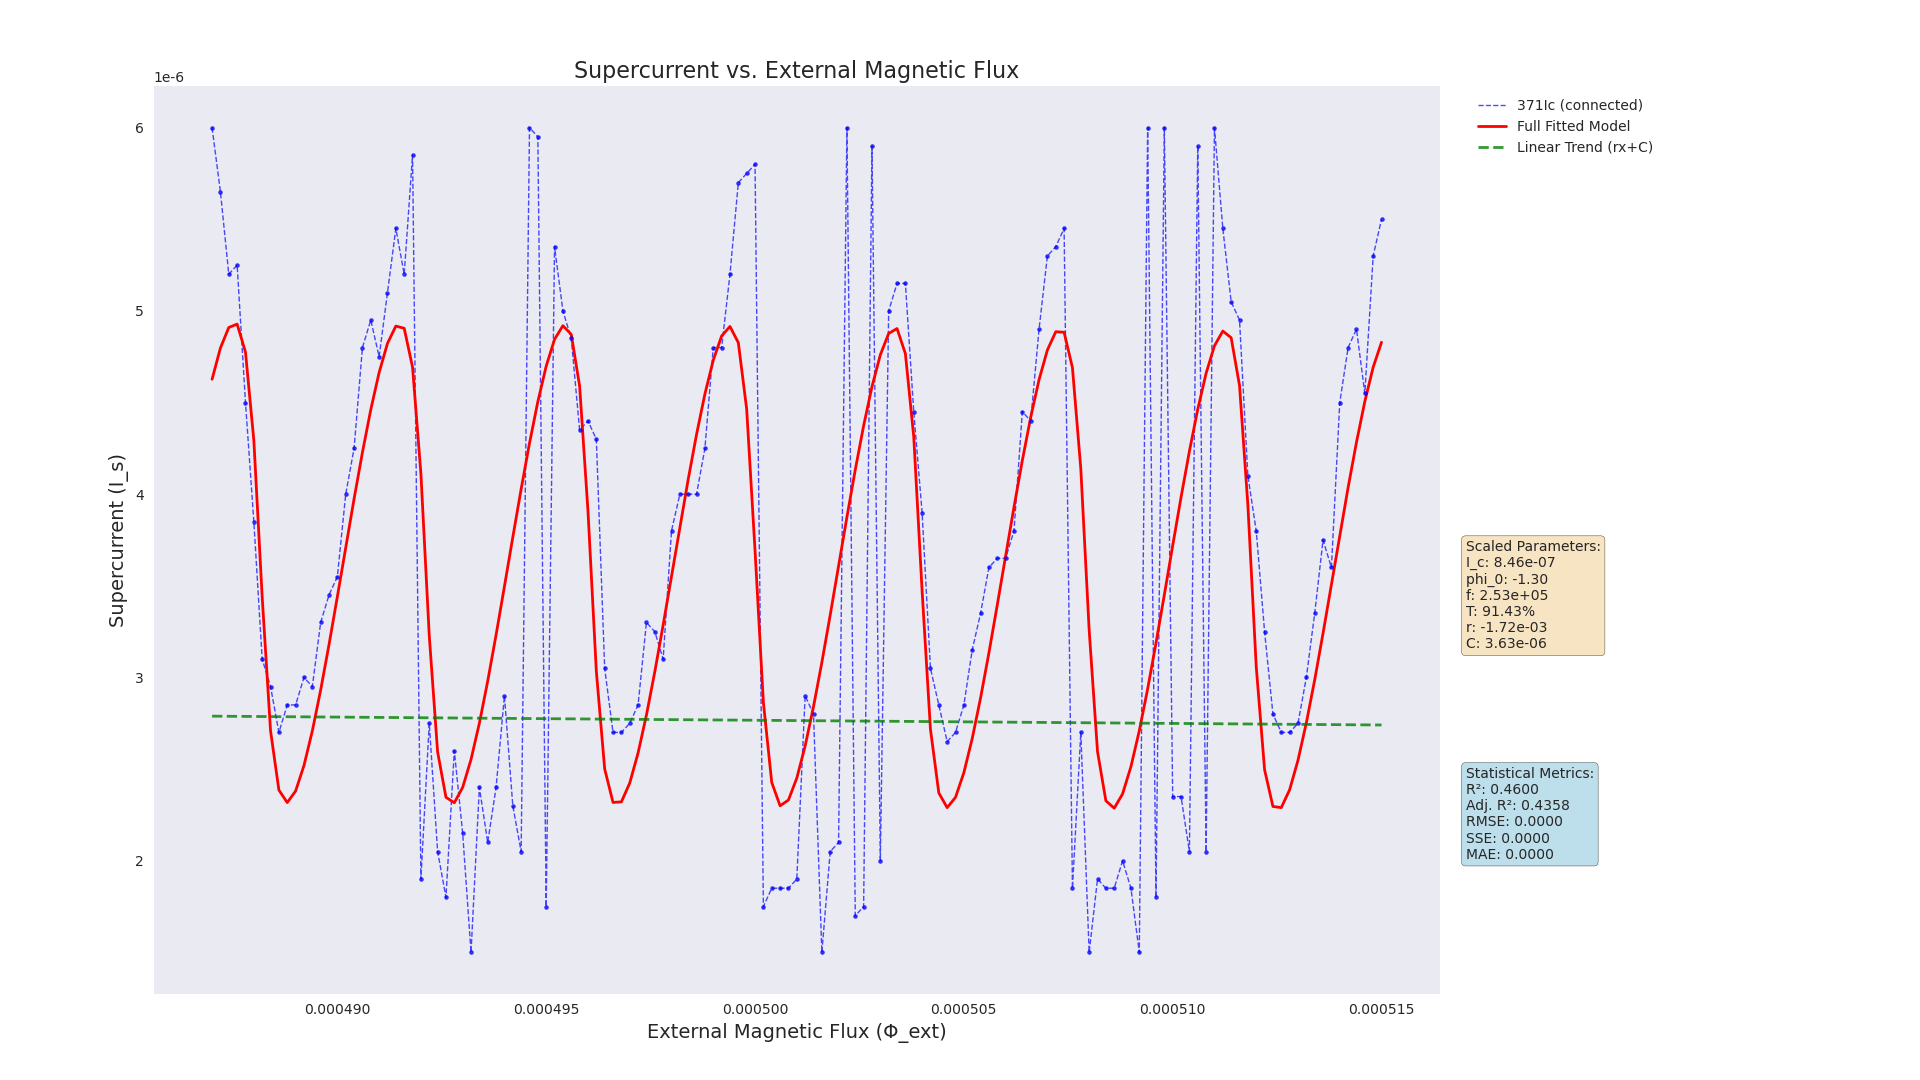 Supercurrent vs. External Magnetic Flux
1e-6
6
5
4
3
2
Supercurrent (I_s)
0.000490 0.000495 0.000500 0.000505 0.000510 0.000515
External Magnetic Flux (Φ_ext)
371Ic (connected)
Full Fitted Model
Linear Trend (rx+C)
Scaled Parameters:
I_c: 8.46e-07
phi_0: -1.30
f: 2.53e+05
T: 91.43%
r: -1.72e-03
C: 3.63e-06
Statistical Metrics:
R²: 0.4600
Adj. R²: 0.4358
RMSE: 0.0000
SSE: 0.0000
MAE: 0.0000